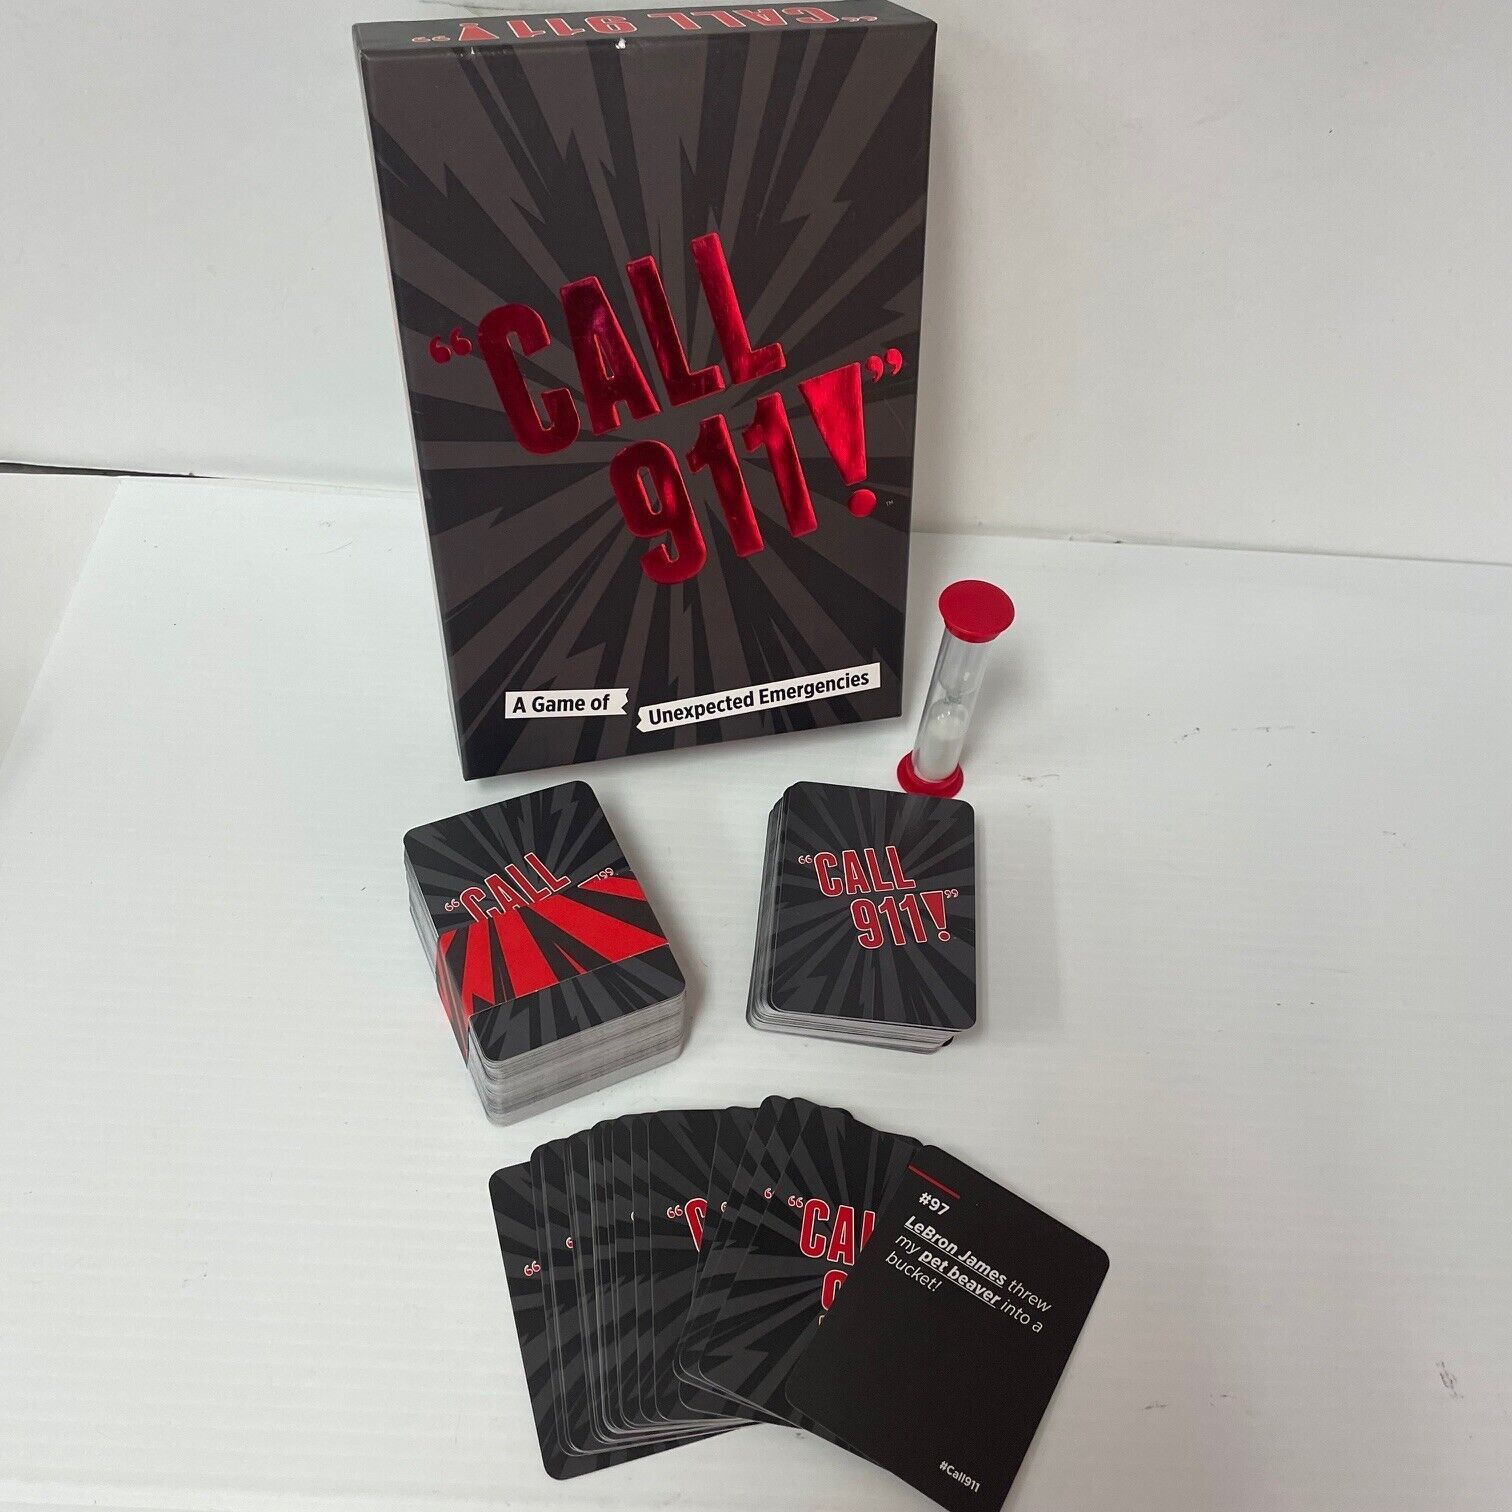 “CALL 911!”
“CALL
911!”
™
A Game of
Unexpected Emergencies
“CALL
“CALL
911!”
#97
LeBron James threw
my pet beaver into a
bucket!
#Call911